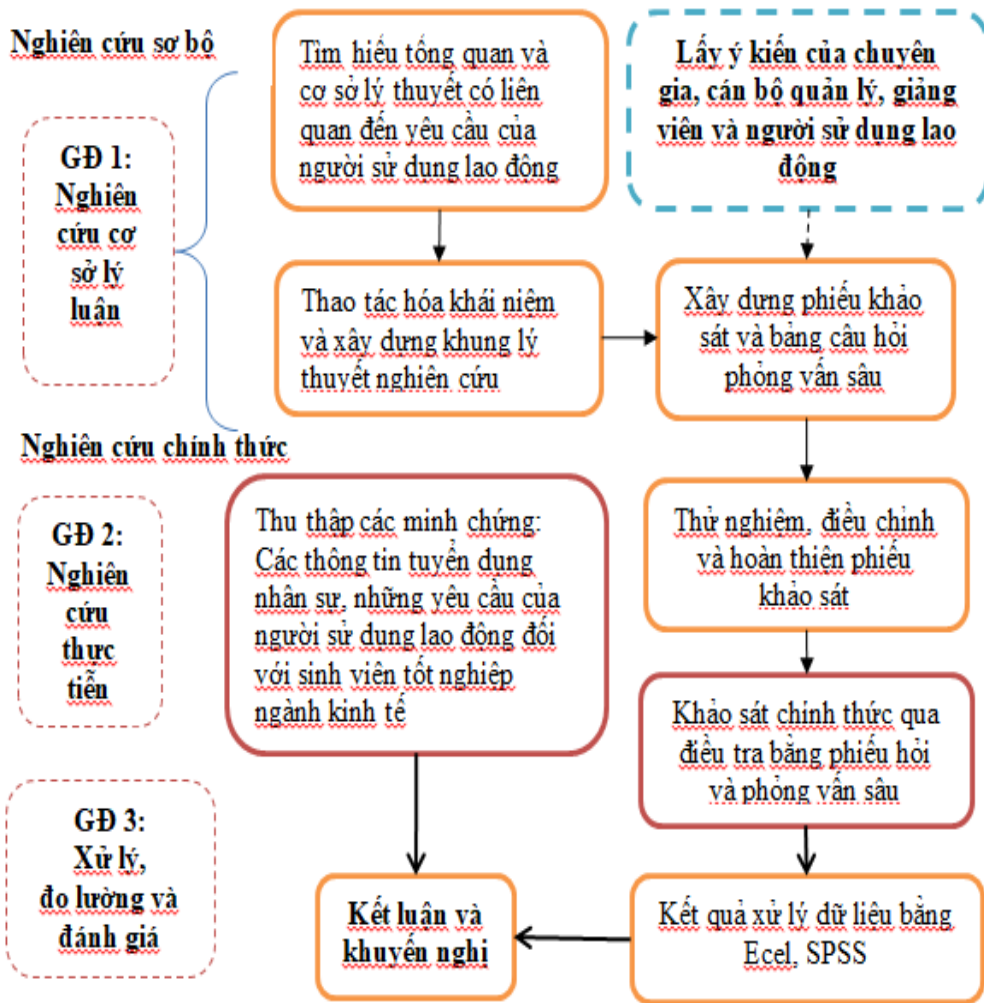 Nghiên cứu sơ bộ
GĐ 1:
Nghiên
cứu cơ
sở lý
luận
Tìm hiểu tổng quan và
cơ sở lý thuyết có liên
quan đến yêu cầu của
người sử dụng lao động
Lấy ý kiến của chuyên
gia, cán bộ quản lý, giảng
viên và người sử dụng lao
động
Thao tác hóa khái niệm
và xây dựng khung lý
thuyết nghiên cứu
Xây dựng phiếu khảo
sát và bảng câu hỏi
phỏng vấn sâu
Nghiên cứu chính thức
GĐ 2:
Nghiên
cứu
thực
tiễn
Thu thập các minh chứng:
Các thông tin tuyển dụng
nhân sự, những yêu cầu của
người sử dụng lao động đối
với sinh viên tốt nghiệp
ngành kinh tế
Thử nghiệm, điều chỉnh
và hoàn thiện phiếu
khảo sát
Khảo sát chính thức qua
điều tra bằng phiếu hỏi
và phỏng vấn sâu
GĐ 3:
Xử lý,
đo lường và
đánh giá
Kết luận và
khuyến nghị
Kết quả xử lý dữ liệu bằng
Ecel, SPSS